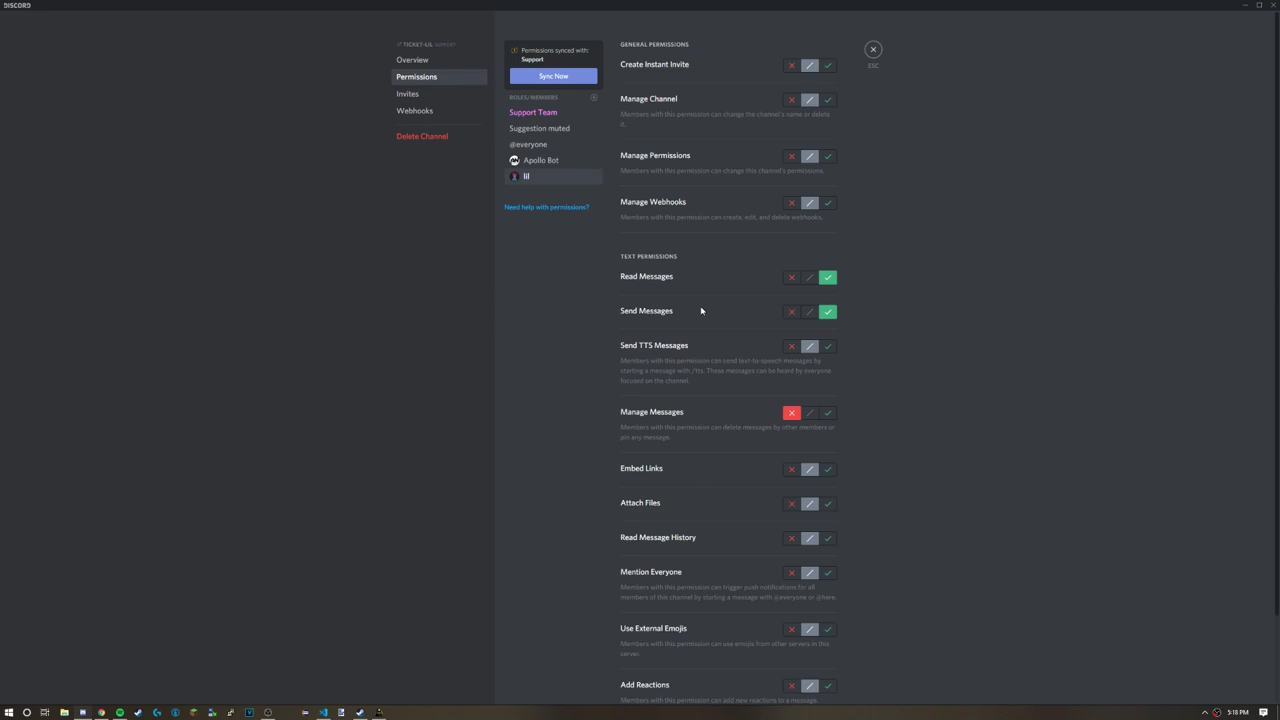 DISCORD
# TICKET-LIL SUPPORT
Overview
Permissions
Invites
Webhooks
Delete Channel
Permissions synced with:
Support
Sync Now
ROLES/MEMBERS
Support Team
Suggestion muted
@everyone
Apollo Bot
lil
Need help with permissions?
GENERAL PERMISSIONS
Create Instant Invite
Manage Channel
Members with this permission can change the channel's name or delete
it.
Manage Permissions
Members with this permission can change this channel's permissions.
Manage Webhooks
Members with this permission can create, edit, and delete webhooks.
TEXT PERMISSIONS
Read Messages
Send Messages
Send TTS Messages
Members with this permission can send text-to-speech messages by
starting a message with /tts. These messages can be heard by everyone
focused on the channel.
Manage Messages
Members with this permission can delete messages by other members or
pin any message.
Embed Links
Attach Files
Read Message History
Mention Everyone
Members with this permission can trigger push notifications for all
members of this channel by starting a message with @everyone or @here.
Use External Emojis
Members with this permission can use emojis from other servers in this
server.
Add Reactions
Members with this permission can add new reactions to a message.
ESC
5:18 PM